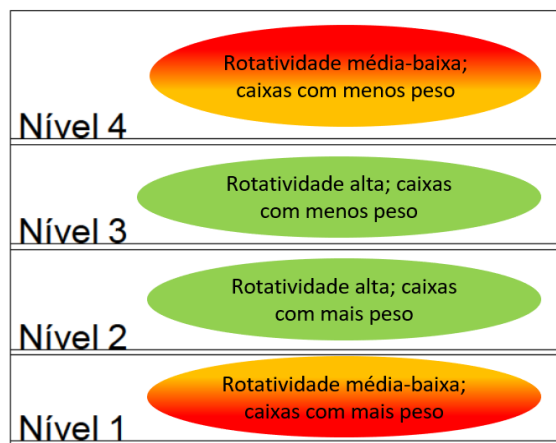 Rotatividade média-baixa;
caixas com menos peso
Nível 4
Rotatividade alta; caixas
com menos peso
Nível 3
Rotatividade alta; caixas
com mais peso
Nível 2
Rotatividade média-baixa;
caixas com mais peso
Nível 1